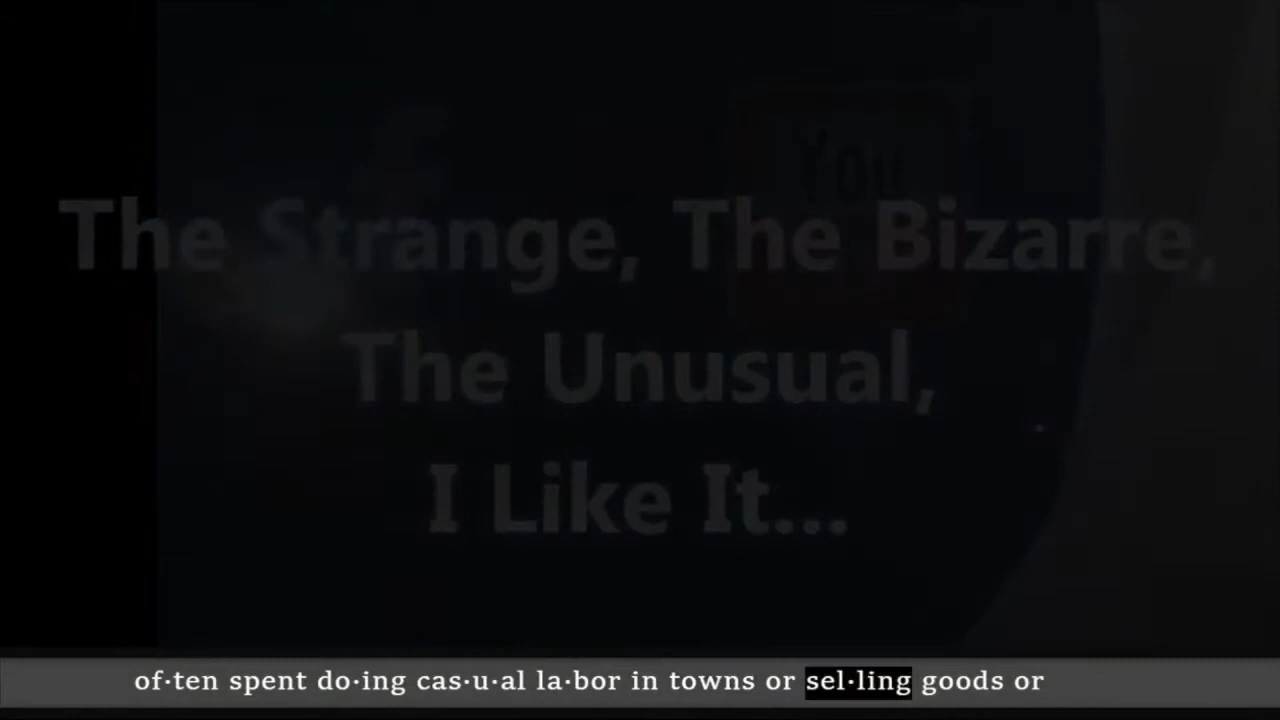 YOU
The Strange, The Bizarre,
The Unusual,
I Like It...
of·ten spent do·ing cas·u·al la·bor in towns or sel·ling goods or